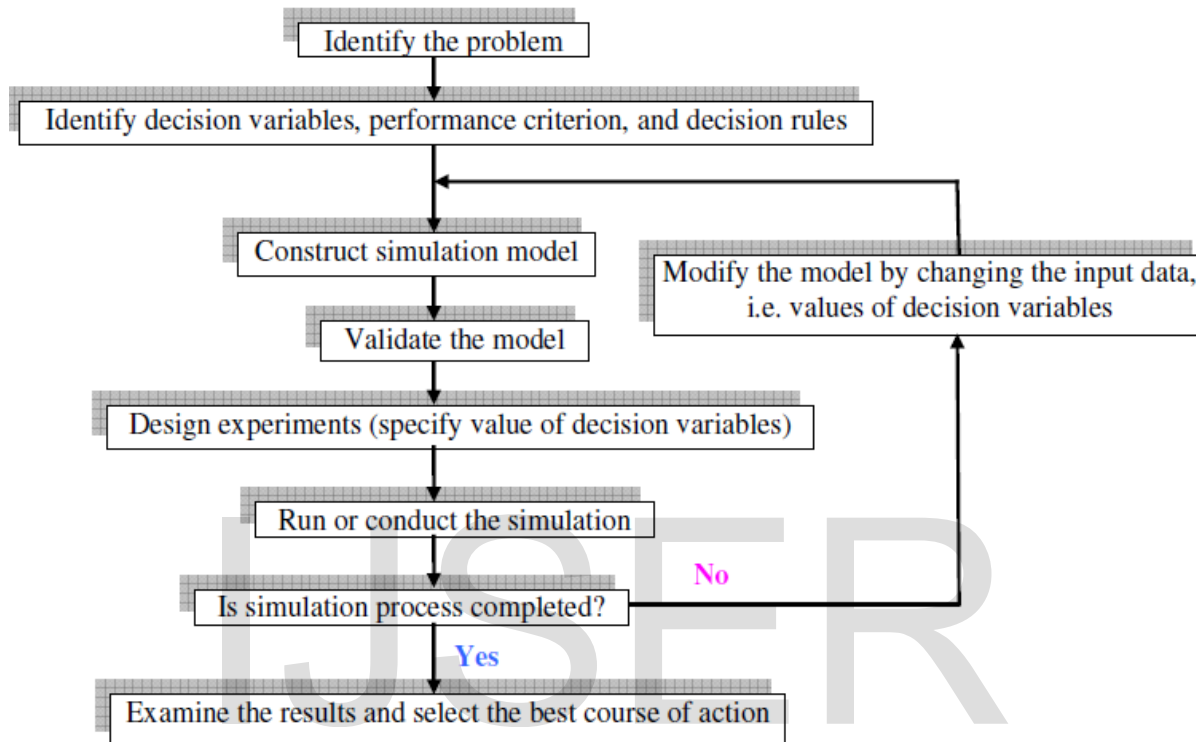 Identify the problem
Identify decision variables, performance criterion, and decision rules
Construct simulation model
Modify the model by changing the input data,
i.e. values of decision variables
Validate the model
Design experiments (specify value of decision variables)
Run or conduct the simulation
No
Is simulation process completed?
Yes
Examine the results and select the best course of action
IJSER